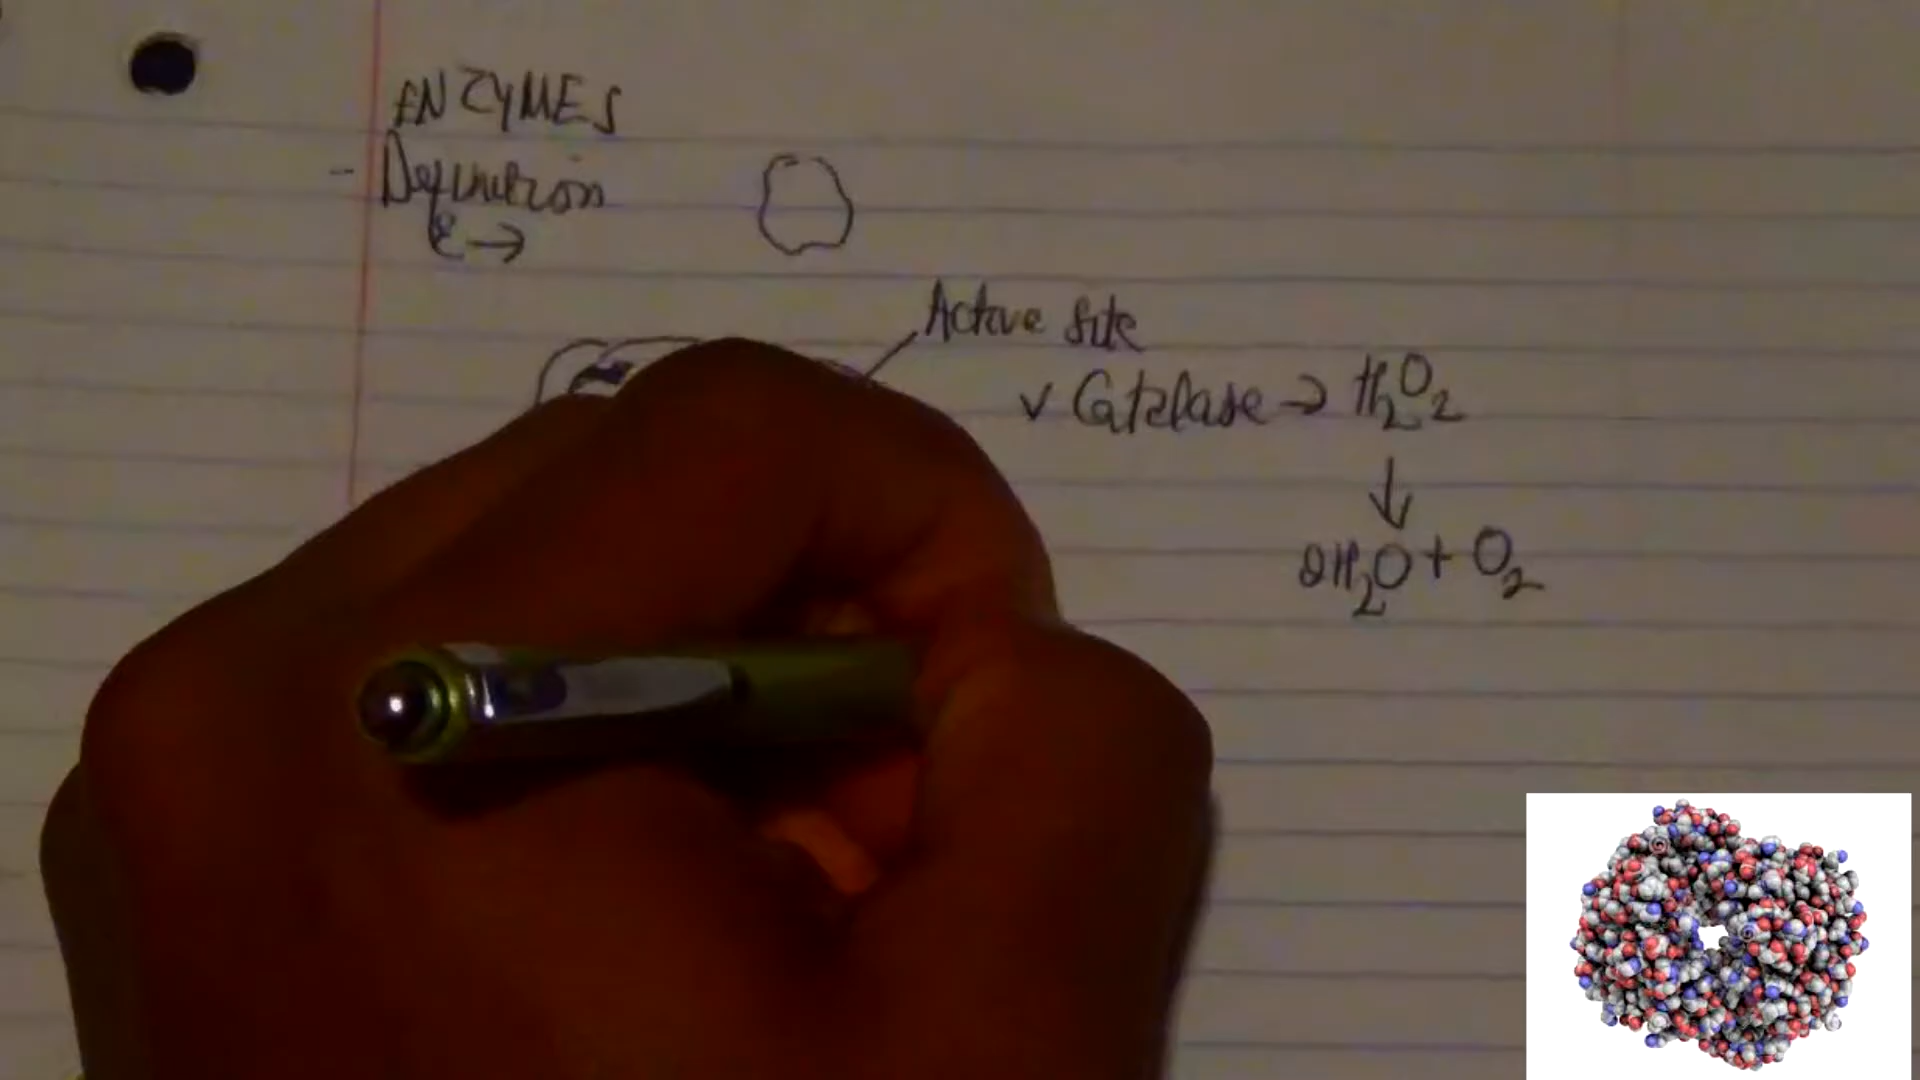 ENZYMES
- Definition
e →
Active Site
✓ Catalase → H₂O₂
↓
2H₂O + O₂